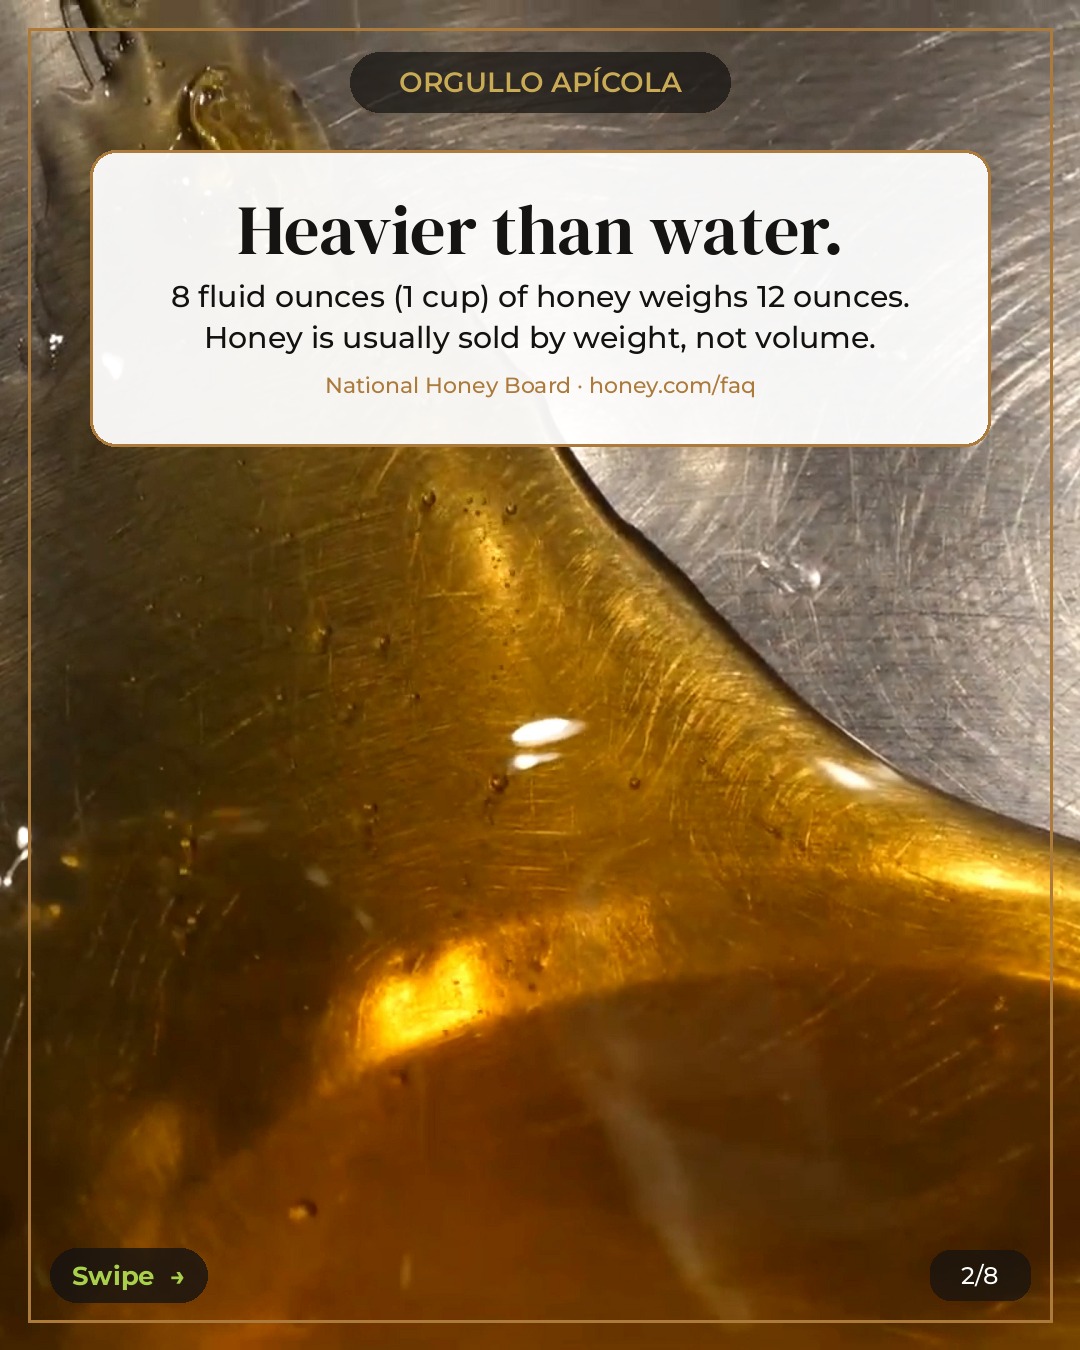 ORGULLO APÍCOLA
Heavier than water.
8 fluid ounces (1 cup) of honey weighs 12 ounces.
Honey is usually sold by weight, not volume.
National Honey Board · honey.com/faq
Swipe →
2/8